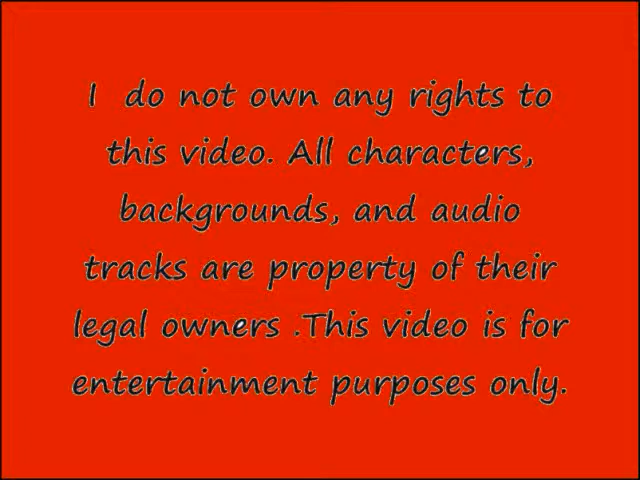 I do not own any rights to
this video. All characters,
backgrounds, and audio
tracks are property of their
legal owners .This video is for
entertainment purposes only.